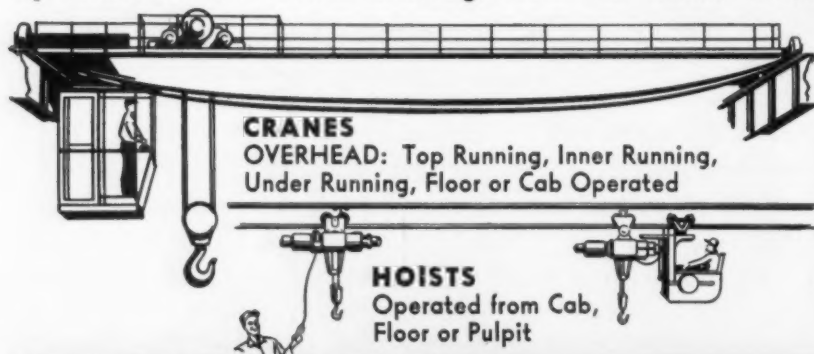 CRANES
OVERHEAD: Top Running, Inner Running,
Under Running, Floor or Cab Operated
HOISTS
Operated from Cab,
Floor or Pulpit